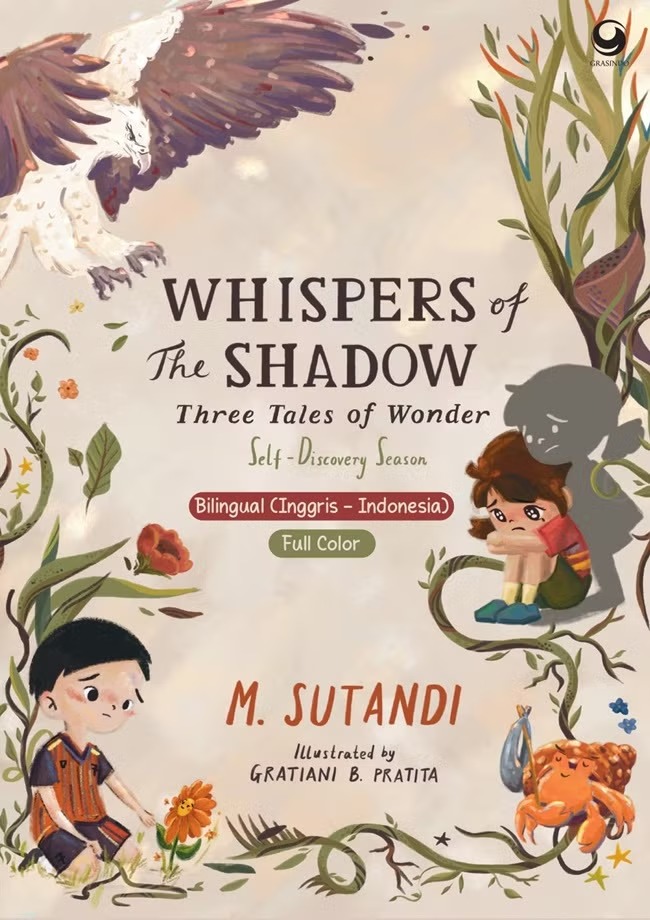 GRASINDO
WHISPERS of
The SHADOW
Three Tales of Wonder
Self-Discovery Season
Bilingual (Inggris - Indonesia)
Full Color
M. SUTANDI
Illustrated by
GRATIANI B. PRATITA